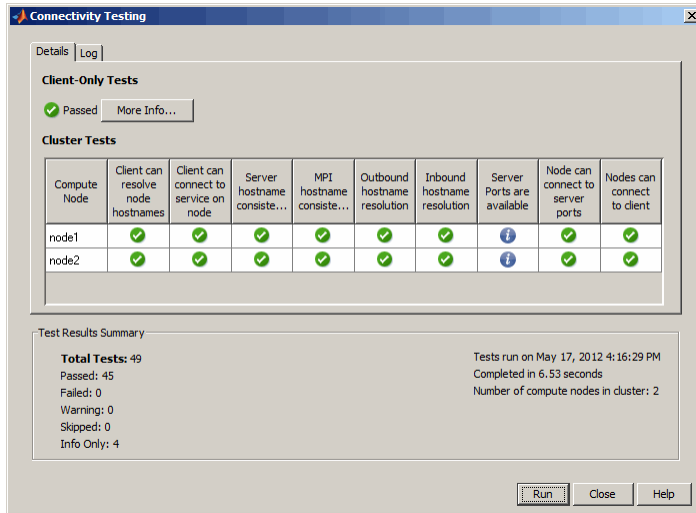 Connectivity Testing
Details
Log
Client-Only Tests
Passed
More Info...
Cluster Tests
Compute Node
Client can resolve node hostnames
Client can connect to service on node
Server hostname consiste...
MPI hostname consiste...
Outbound hostname resolution
Inbound hostname resolution
Server Ports are available
Node can connect to server ports
Nodes can connect to client
node1
node2
Test Results Summary
Total Tests: 49
Passed: 45
Failed: 0
Warning: 0
Skipped: 0
Info Only: 4
Tests run on May 17, 2012 4:16:29 PM
Completed in 6.53 seconds
Number of compute nodes in cluster: 2
Run
Close
Help